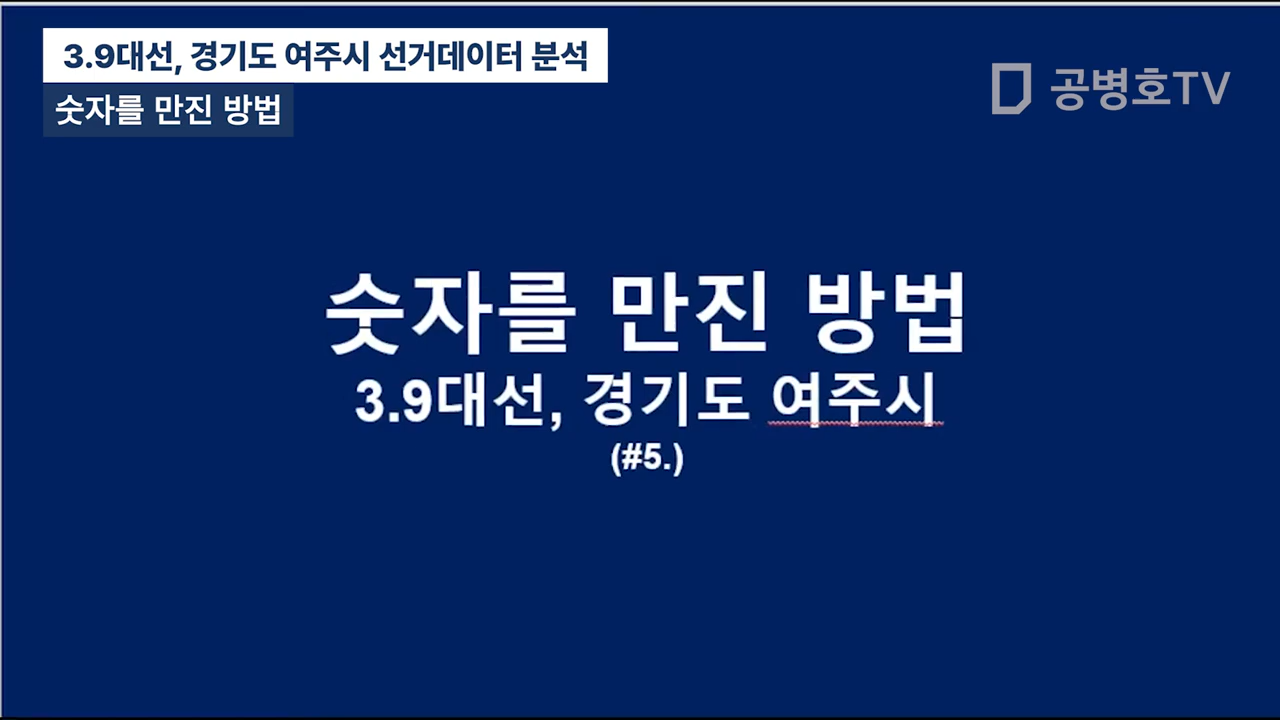 3.9대선, 경기도 여주시 선거데이터 분석
숫자를 만진 방법
공병호TV
숫자를 만진 방법
3.9대선, 경기도 여주시
(#5.)